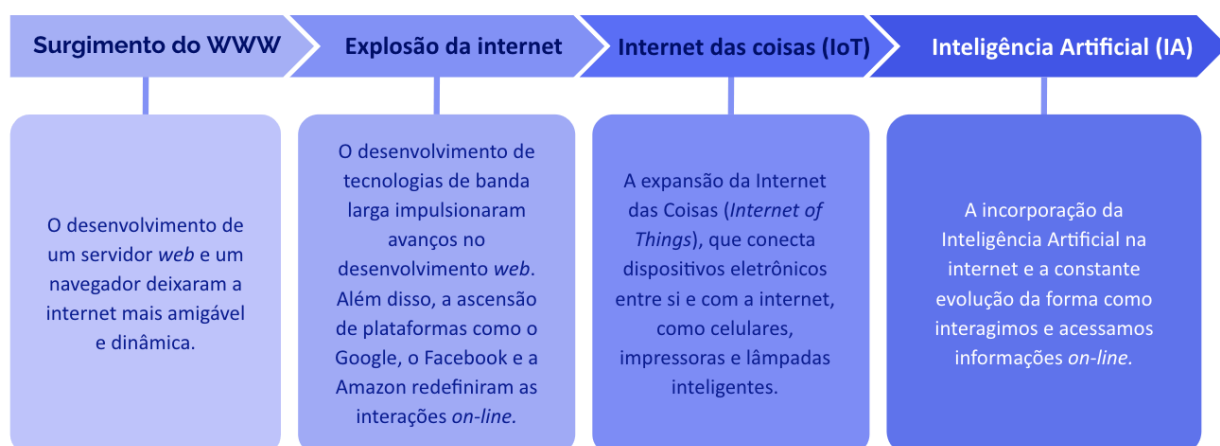 Surgimento do WWW
O desenvolvimento de
um servidor web e um
navegador deixaram a
internet mais amigável
e dinâmica.
Explosão da internet
O desenvolvimento de
tecnologias de banda
larga impulsionaram
avanços no
desenvolvimento web.
Além disso, a ascensão
de plataformas como o
Google, o Facebook e a
Amazon redefiniram as
interações on-line.
Internet das coisas (IoT)
A expansão da Internet
das Coisas (Internet of
Things), que conecta
dispositivos eletrônicos
entre si e com a internet,
como celulares,
impressoras e lâmpadas
inteligentes.
Inteligência Artificial (IA)
A incorporação da
Inteligência Artificial na
internet e a constante
evolução da forma como
interagimos e acessamos
informações on-line.